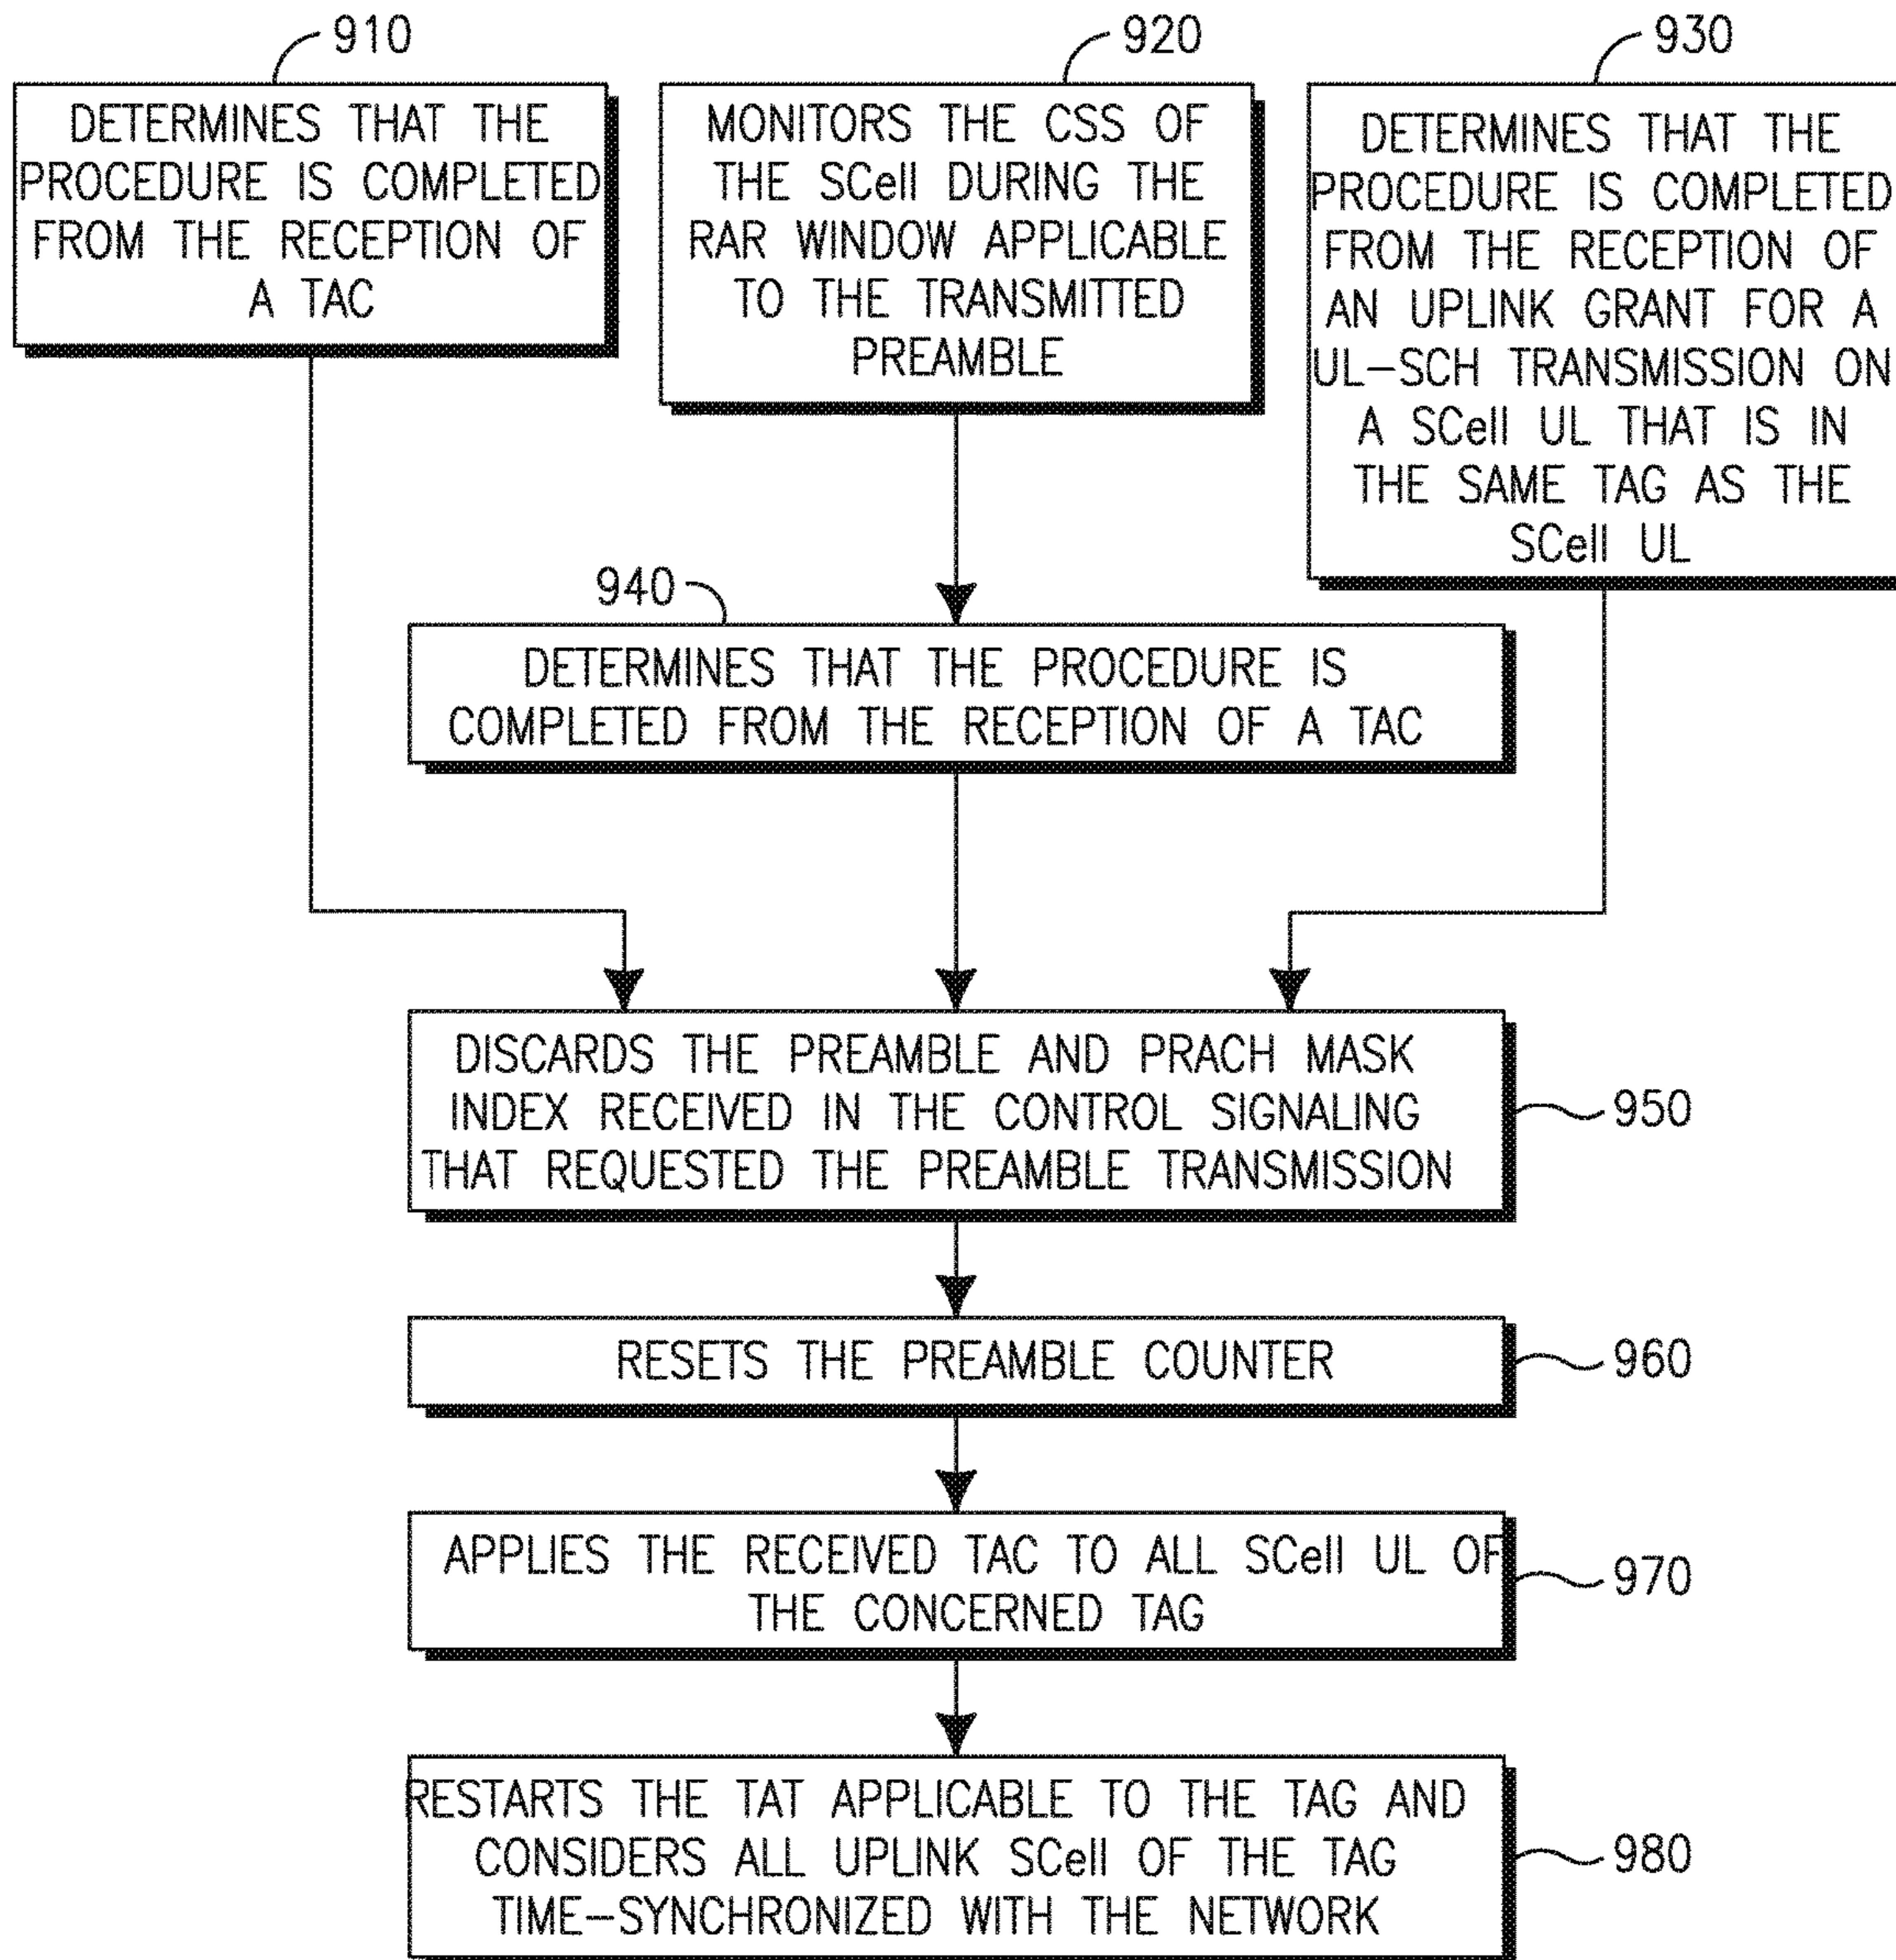 910
DETERMINES THAT THE
PROCEDURE IS COMPLETED
FROM THE RECEPTION OF
A TAC
920
MONITORS THE CSS OF
THE SCell DURING THE
RAR WINDOW APPLICABLE
TO THE TRANSMITTED
PREAMBLE
930
DETERMINES THAT THE
PROCEDURE IS COMPLETED
FROM THE RECEPTION OF
AN UPLINK GRANT FOR A
UL-SCH TRANSMISSION ON
A SCell UL THAT IS IN
THE SAME TAG AS THE
SCell UL
940
DETERMINES THAT THE PROCEDURE IS
COMPLETED FROM THE RECEPTION OF A TAC
DISCARDS THE PREAMBLE AND PRACH MASK
INDEX RECEIVED IN THE CONTROL SIGNALING
THAT REQUESTED THE PREAMBLE TRANSMISSION
950
RESETS THE PREAMBLE COUNTER
960
APPLIES THE RECEIVED TAC TO ALL SCell UL OF
THE CONCERNED TAG
970
RESTARTS THE TAT APPLICABLE TO THE TAG AND
CONSIDERS ALL UPLINK SCell OF THE TAG
TIME-SYNCHRONIZED WITH THE NETWORK
980